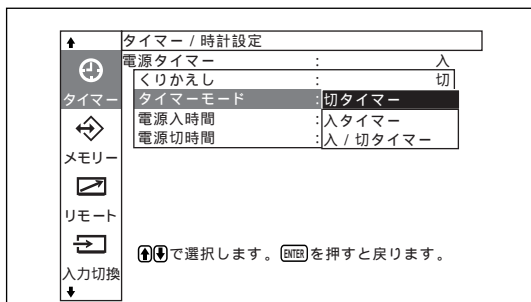 タイマー / 時計設定
電源タイマー : 入
くりかえし : 切
タイマー
タイマーモード : 切タイマー
電源入時間 : 入タイマー
電源切時間 : 入 / 切タイマー
メモリー
リモート
入力切換
で選択します。ENTERを押すと戻ります。